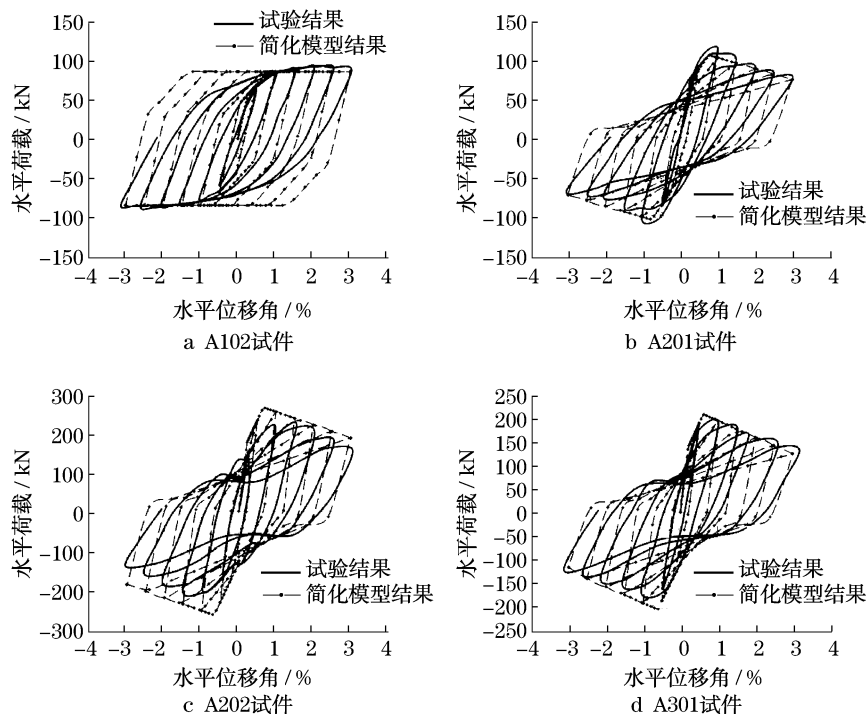 150
100
50
0
−50
−100
−150
−4 −3 −2 −1 0 1 2 3 4
水平荷载 / kN
试验结果
简化模型结果
水平位移角 / %
a A102试件
150
100
50
0
−50
−100
−150
−4 −3 −2 −1 0 1 2 3 4
水平荷载 / kN
试验结果
简化模型结果
水平位移角 / %
b A201试件
300
200
100
0
−100
−200
−300
−4 −3 −2 −1 0 1 2 3 4
水平荷载 / kN
试验结果
简化模型结果
水平位移角 / %
c A202试件
250
200
150
100
50
0
−50
−100
−150
−200
−250
−4 −3 −2 −1 0 1 2 3 4
水平荷载 / kN
试验结果
简化模型结果
水平位移角 / %
d A301试件